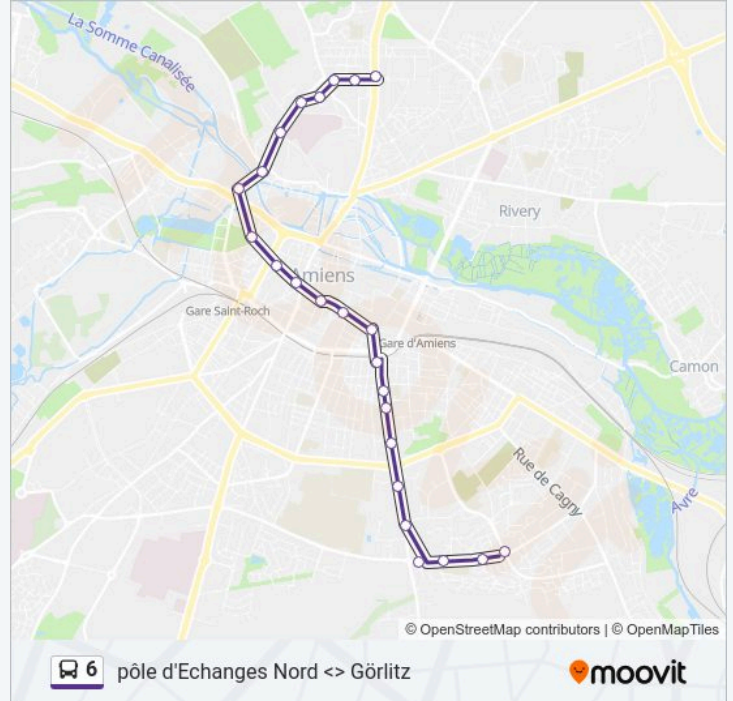 La Somme Canalisée
Rivery
Amiens
Gare Saint-Roch
Gare d'Amiens
Camon
Rue de Cagny
Avre
© OpenStreetMap contributors | © OpenMapTiles
6 pôle d'Echanges Nord <> Görlitz
moovit